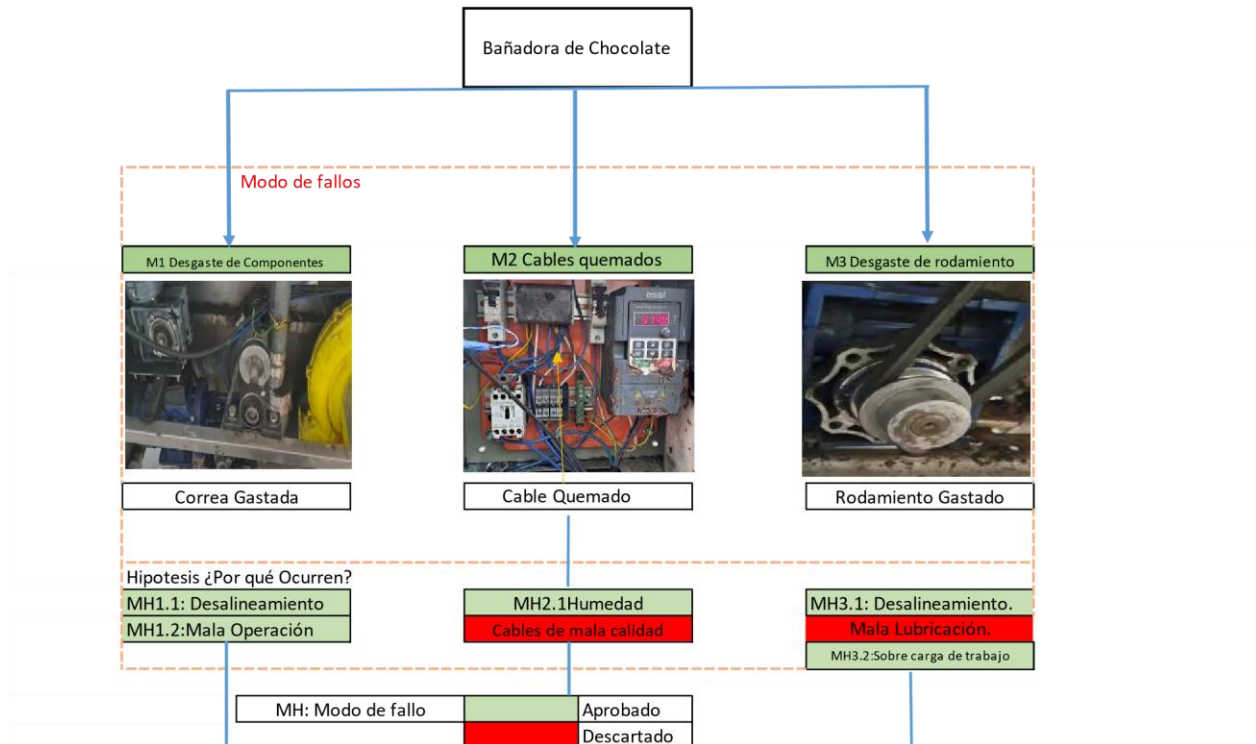 Bañadora de Chocolate
Modo de fallos
M1 Desgaste de Componentes
M2 Cables quemados
M3 Desgaste de rodamiento
Correa Gastada
Cable Quemado
Rodamiento Gastado
Hipotesis ¿Por qué Ocurren?
MH1.1: Desalineamiento
MH1.2:Mala Operación
MH2.1Humedad
Cables de mala calidad
MH3.1: Desalineamiento.
Mala Lubricación.
MH3.2:Sobre carga de trabajo
MH: Modo de fallo
Aprobado
Descartado